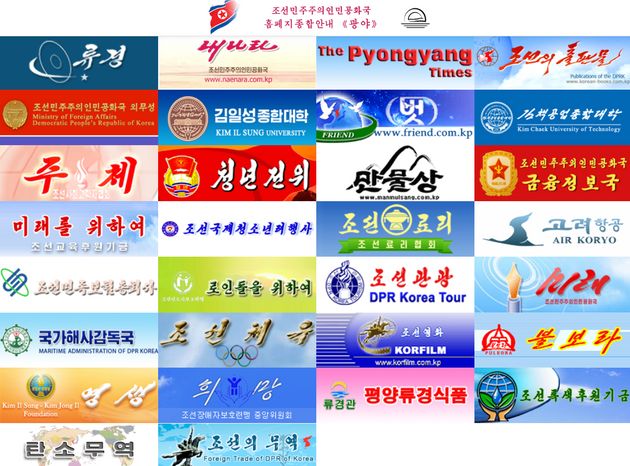 조선민주주의인민공화국
홈페지종합안내 《광야》
류경
내나라
조선민주주의인민공화국
www.naenara.com.kp
The Pyongyang
Times
조선의 출판물
Publications of the DPRK
www.korean-books.com.kp
조선민주주의인민공화국 외무성
Ministry of Foreign Affairs
Democratic People's Republic of Korea
김일성종합대학
KIM IL SUNG UNIVERSITY
벗
FRIEND
www.friend.com.kp
김책공업종합대학
Kim Chaek University of Technology
주체
조선사회과학자협회
청년전위
만물상
www.manmulsang.com.kp
조선민주주의인민공화국
금융정보국
미래를 위하여
조선교육후원기금
조선국제청소년려행사
조선료리
조선료리협회
고려항공
AIR KORYO
조선민족보험총회사
로인들을 위하여
조선관광
DPR Korea Tour
미래
조선민주주의인민공화국
국가해사감독국
MARITIME ADMINISTRATION OF DPR KOREA
조선체육
조선영화
KORFILM
www.korfilm.com.kp
PULBORA
불보라
Kim Il Sung - Kim Jong Il
Foundation
영상
희망
조선장애자보호련맹 중앙위원회
류경관
평양류경식품
조선록색후원기금
탄소무역
조선의 무역
Foreign Trade of DPR of Korea